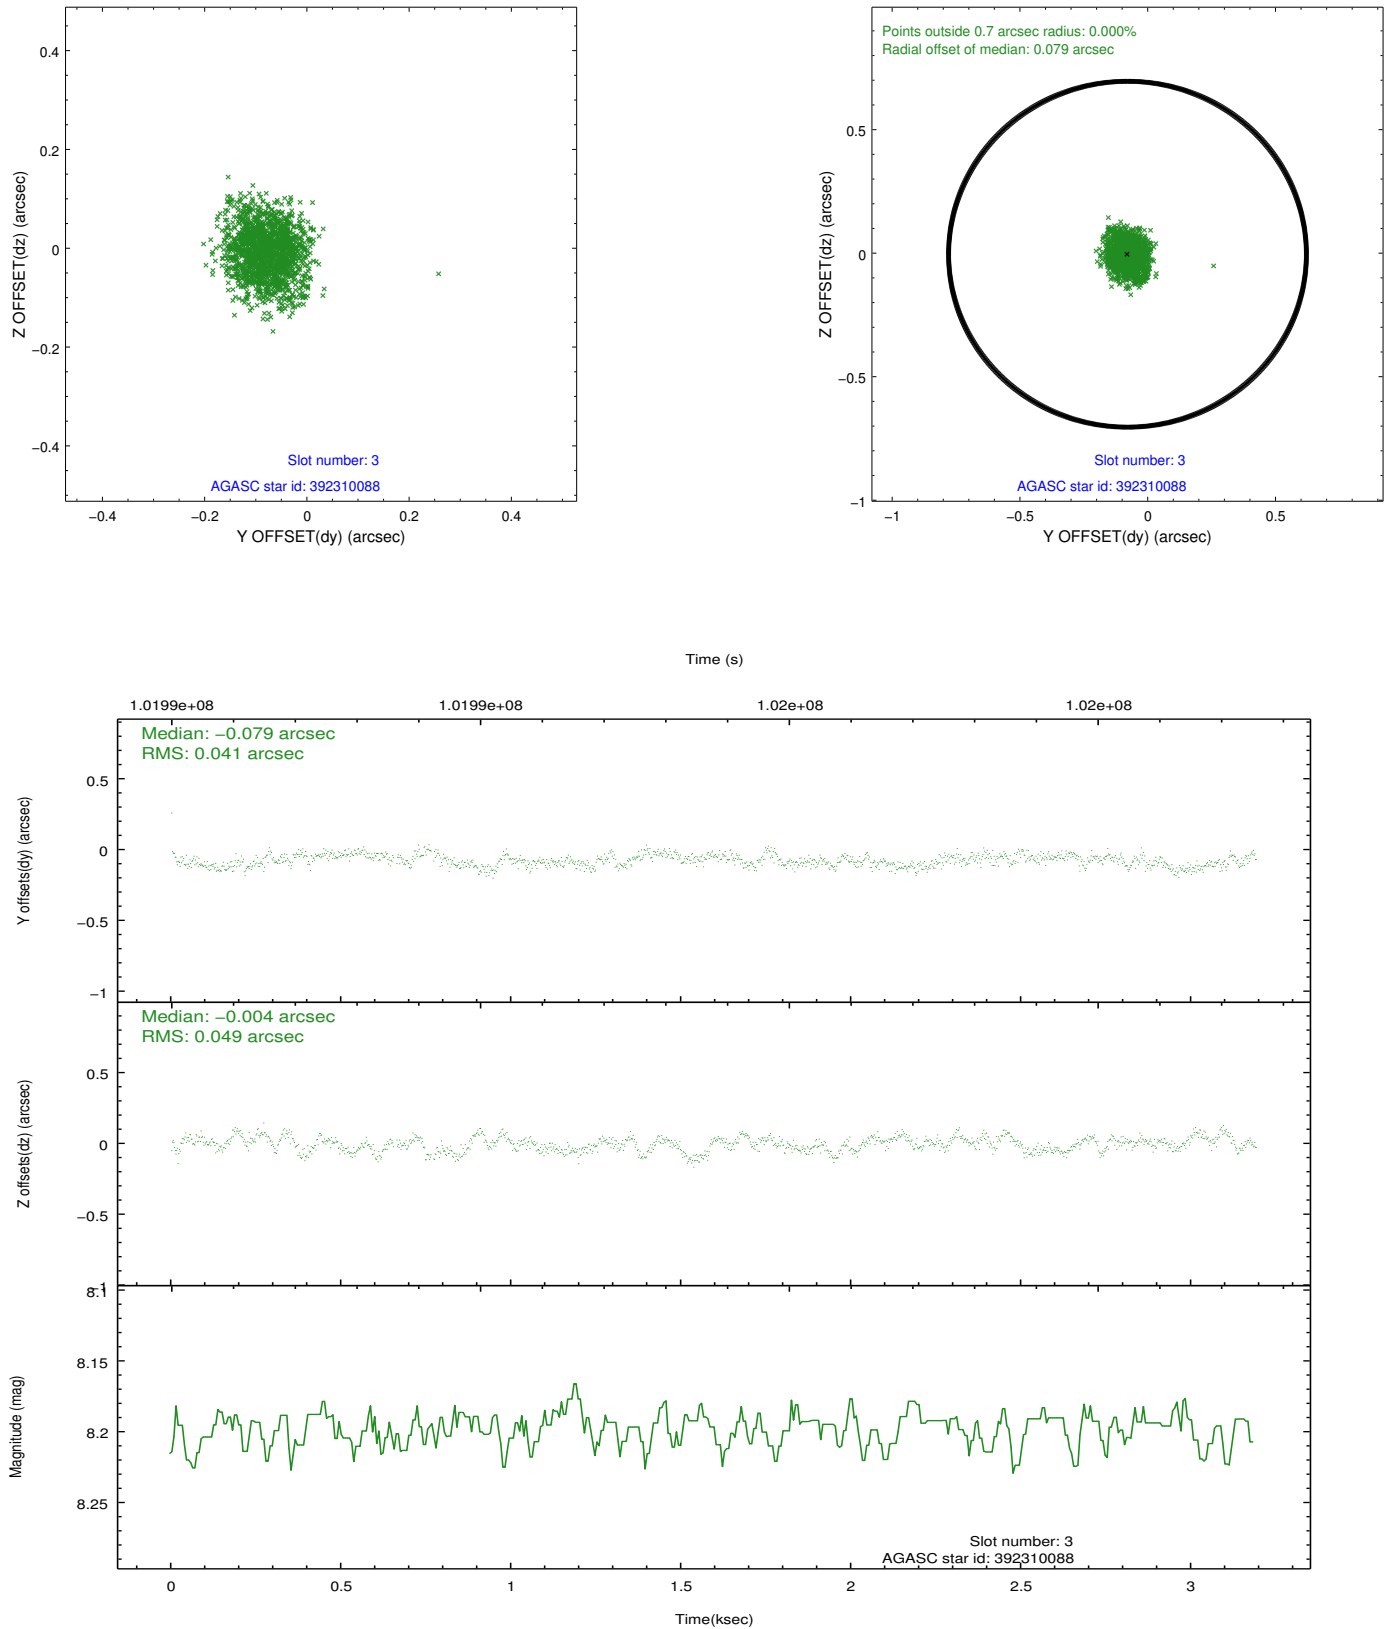 0.4
0.2
0
−0.2
−0.4
Z OFFSET(dz) (arcsec)
Slot number: 3
AGASC star id: 392310088
−0.4 −0.2 0 0.2 0.4
Y OFFSET(dy) (arcsec)
Points outside 0.7 arcsec radius: 0.000%
Radial offset of median: 0.079 arcsec
0.5
0
−0.5
−1
Z OFFSET(dz) (arcsec)
Slot number: 3
AGASC star id: 392310088
−1 −0.5 0 0.5
Y OFFSET(dy) (arcsec)
Time (s)
1.0199e+08 1.0199e+08 1.02e+08 1.02e+08
Median: −0.079 arcsec
RMS: 0.041 arcsec
0.5
0
−0.5
−1
Y offsets(dy) (arcsec)
Median: −0.004 arcsec
RMS: 0.049 arcsec
0.5
0
−0.5
−1
Z offsets(dz) (arcsec)
8.1
8.15
8.2
8.25
Magnitude (mag)
Slot number: 3
AGASC star id: 392310088
0 0.5 1 1.5 2 2.5 3
Time(ksec)